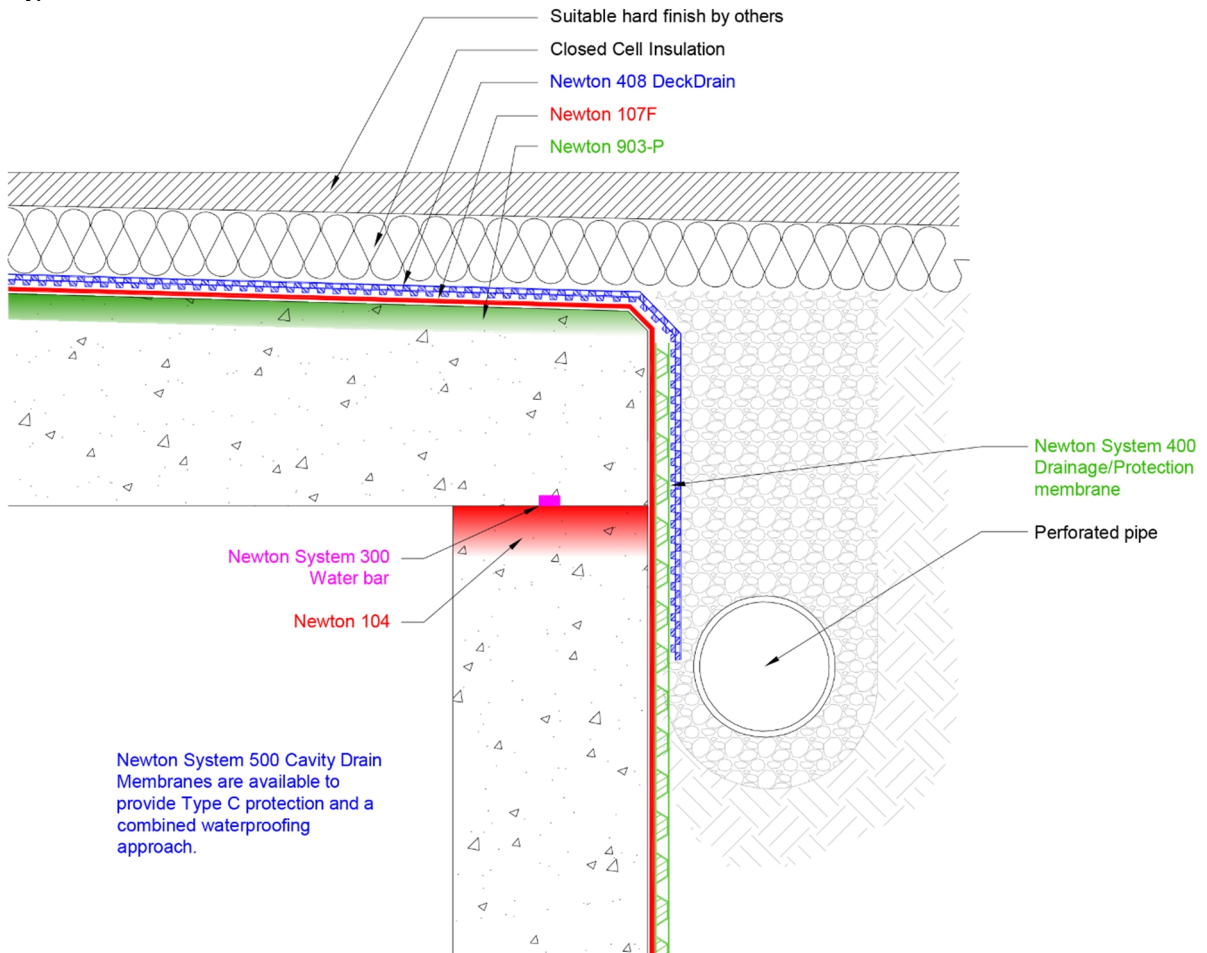 Suitable hard finish by others
Closed Cell Insulation
Newton 408 DeckDrain
Newton 107F
Newton 903-P
Newton System 400
Drainage/Protection
membrane
Perforated pipe
Newton System 300
Water bar
Newton 104
Newton System 500 Cavity Drain
Membranes are available to
provide Type C protection and a
combined waterproofing
approach.